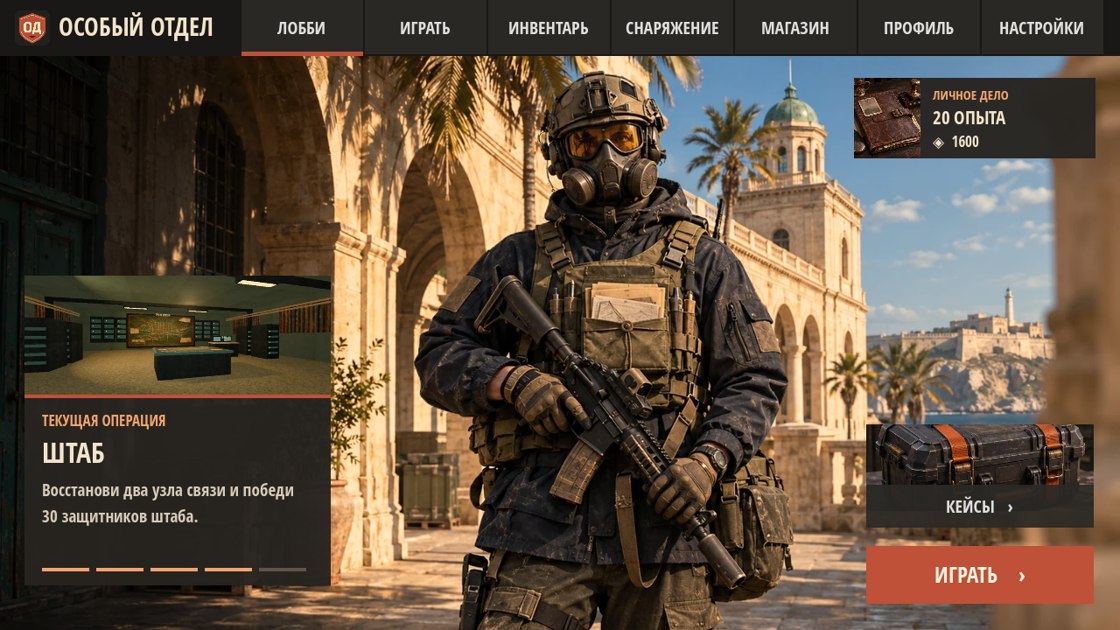 ОД ОСОБЫЙ ОТДЕЛ
ЛОББИ
ИГРАТЬ
ИНВЕНТАРЬ
СНАРЯЖЕНИЕ
МАГАЗИН
ПРОФИЛЬ
НАСТРОЙКИ
ЛИЧНОЕ ДЕЛО
20 ОПЫТА
1600
ТЕКУЩАЯ ОПЕРАЦИЯ
ШТАБ
Восстанови два узла связи и победи
30 защитников штаба.
КЕЙСЫ ›
ИГРАТЬ ›